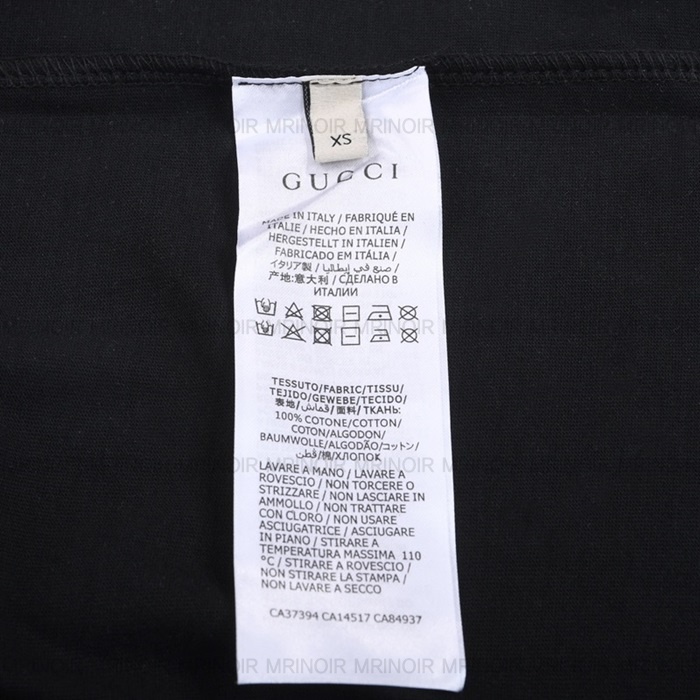 XS
GUCCI
MADE IN ITALY / FABRIQUÉ EN
ITALIE / HECHO EN ITALIA /
HERGESTELLT IN ITALIEN /
FABRICADO EM ITÁLIA /
イタリア製 / صنع في إيطاليا /
产地:意大利 / СДЕЛАНО В
ИТАЛИИ
TESSUTO/FABRIC/TISSU/
TEJIDO/GEWEBE/TECIDO/
表地/قماش/面料/ ТКАНЬ:
100% COTONE/COTTON/
COTON/ALGODON/
BAUMWOLLE/ALGODÃO/コットン/
قطن/棉/ХЛОПОК
LAVARE A MANO / LAVARE A
ROVESCIO / NON TORCERE O
STRIZZARE / NON LASCIARE IN
AMMOLLO / NON TRATTARE
CON CLORO / NON USARE
ASCIUGATRICE / ASCIUGARE
IN PIANO / STIRARE A
TEMPERATURA MASSIMA 110
°C / STIRARE A ROVESCIO /
NON STIRARE LA STAMPA /
NON LAVARE A SECCO
CA37394 CA14517 CA84937
MRINOIR MRINOIR MRINOIR